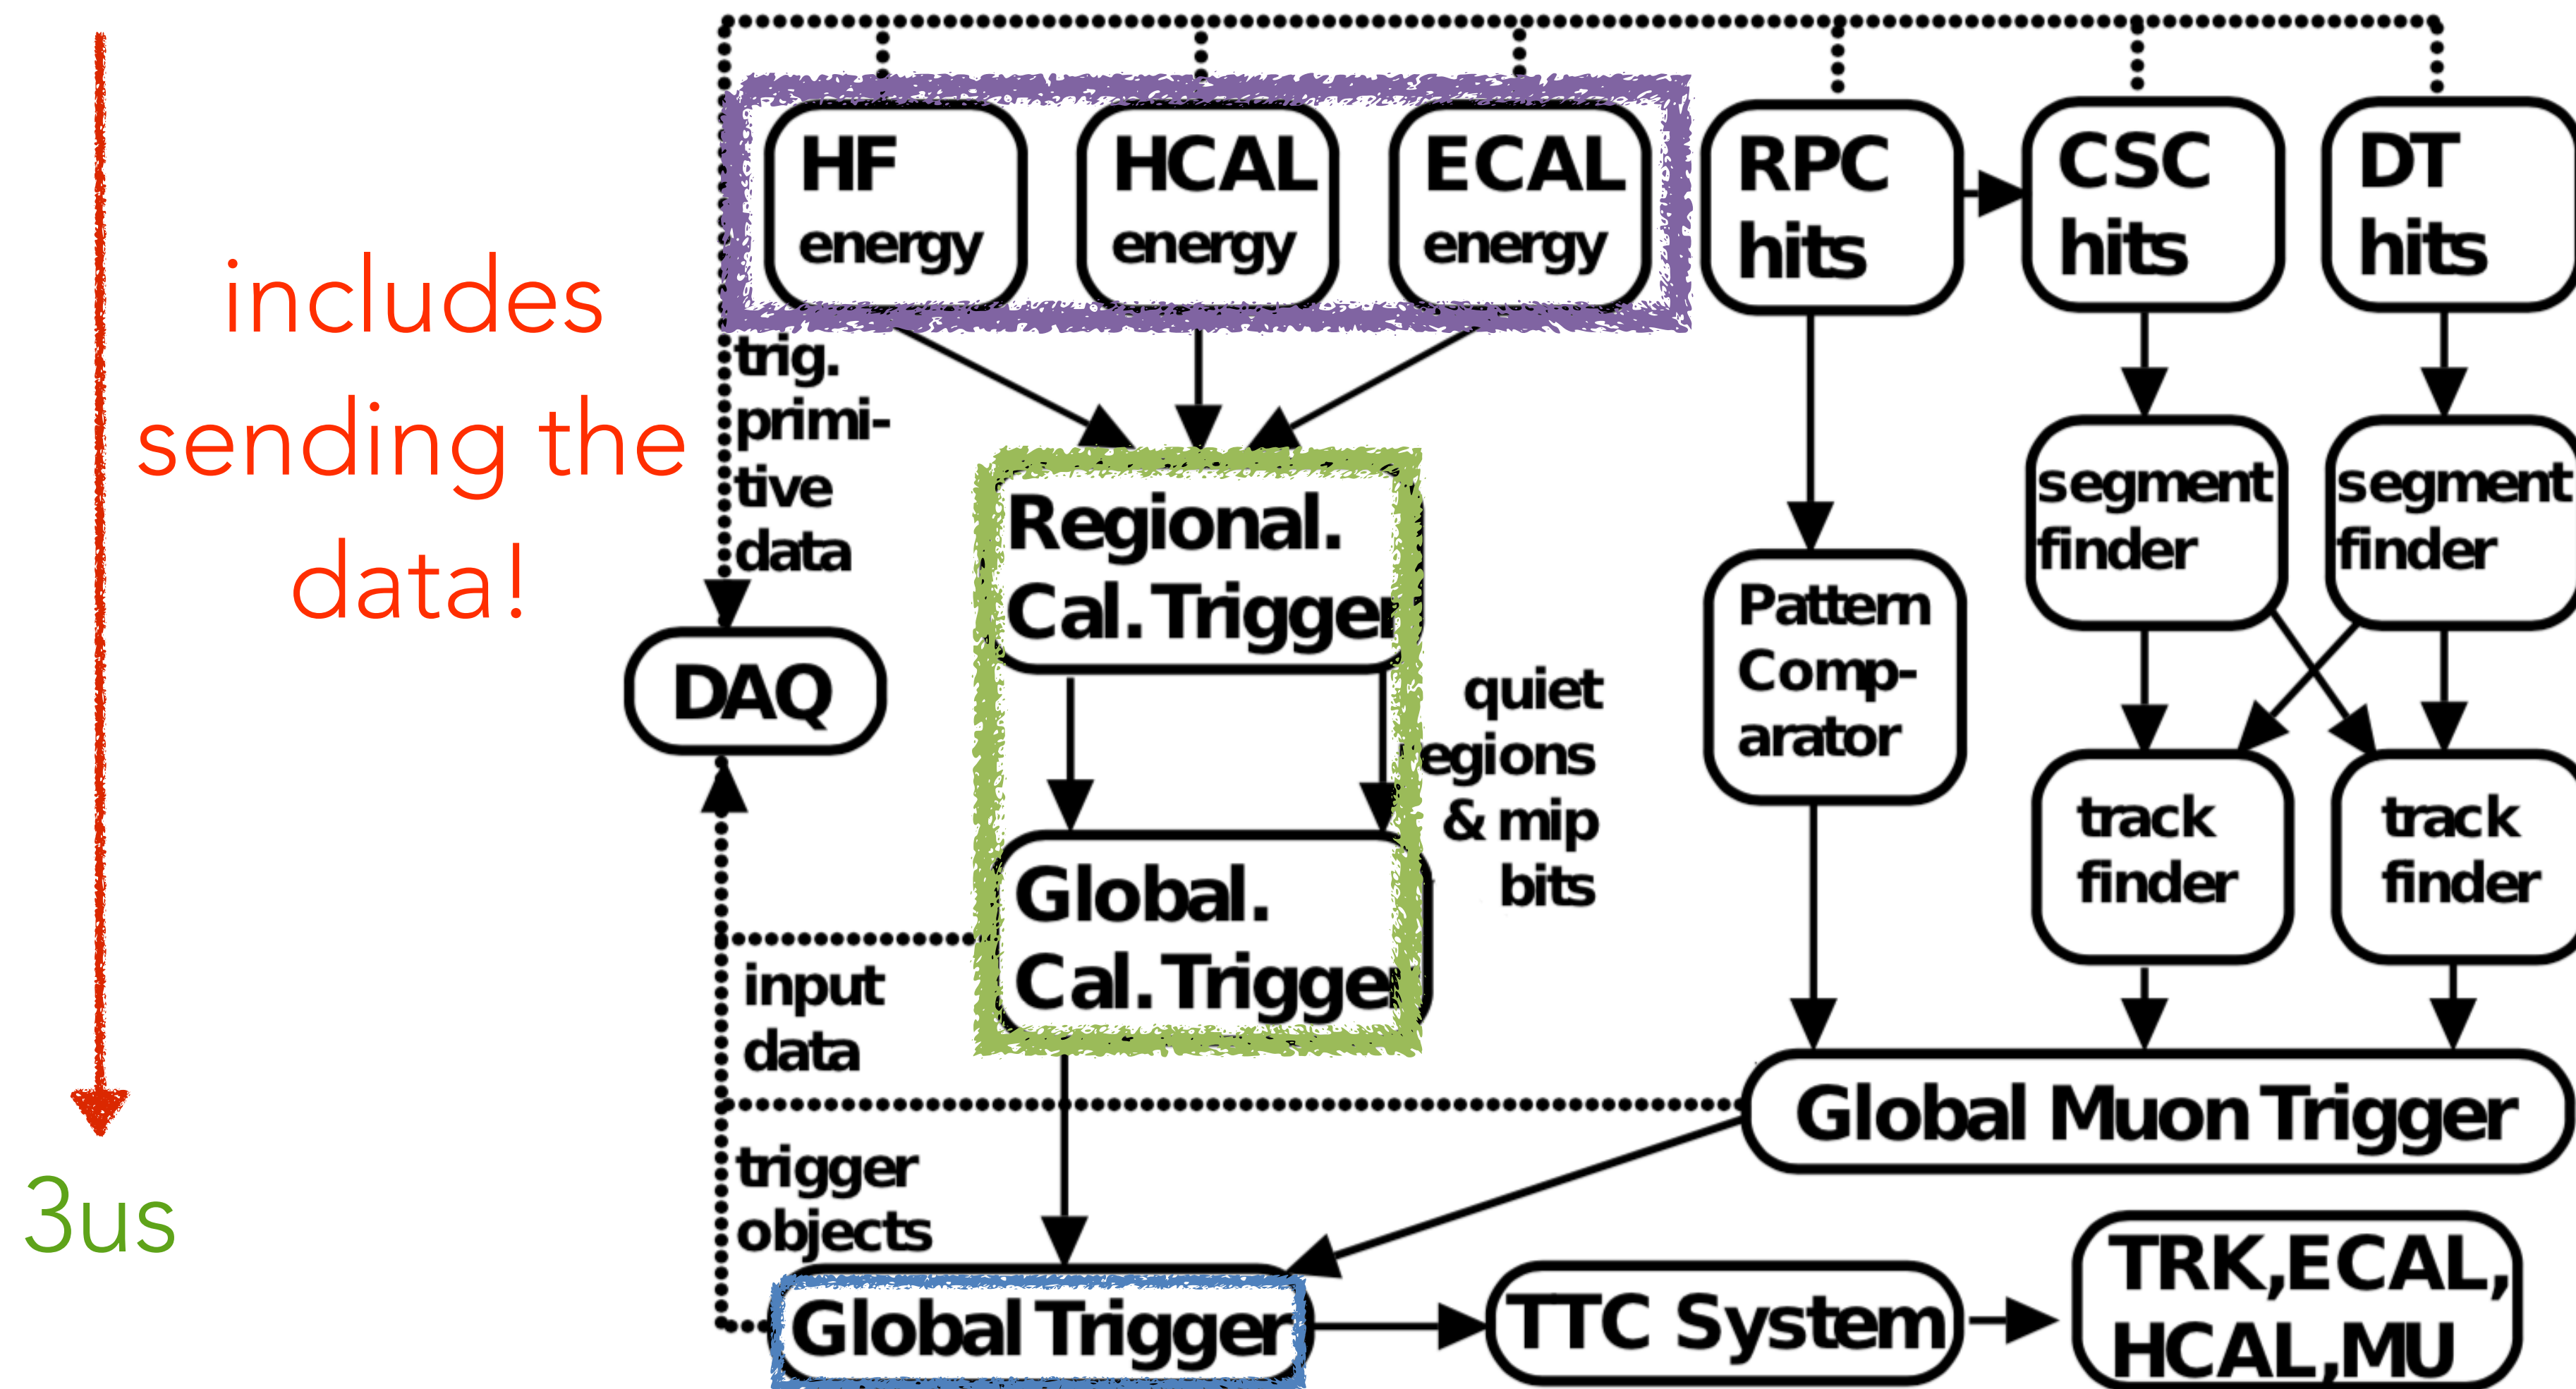 includes
sending the
data!
3us
HF
energy
HCAL
energy
ECAL
energy
RPC
hits
CSC
hits
DT
hits
trig.
primi-
tive
data
DAQ
Regional.
Cal. Trigger
quiet
egions
& mip
bits
Pattern
Comp-
arator
segment
finder
segment
finder
track
finder
track
finder
Global.
Cal. Trigge
input
data
Global Muon Trigger
trigger
objects
Global Trigger
TTC System
TRK,ECAL,
HCAL,MU